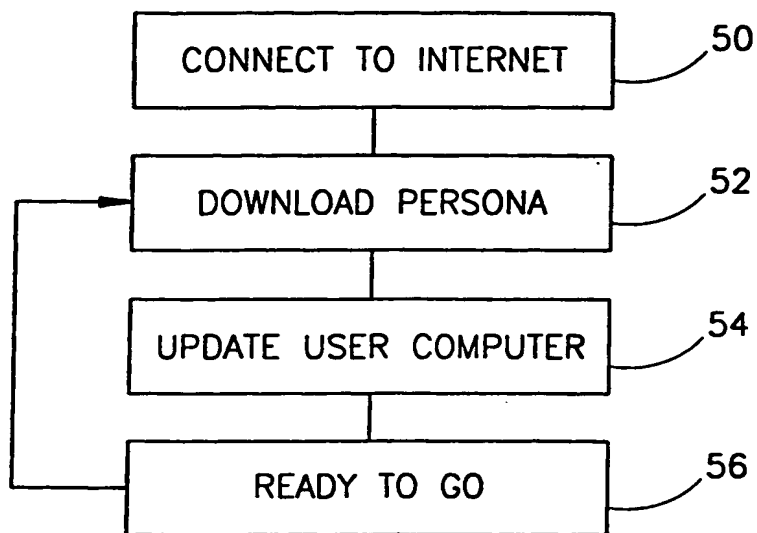 CONNECT TO INTERNET
50
DOWNLOAD PERSONA
52
UPDATE USER COMPUTER
54
READY TO GO
56